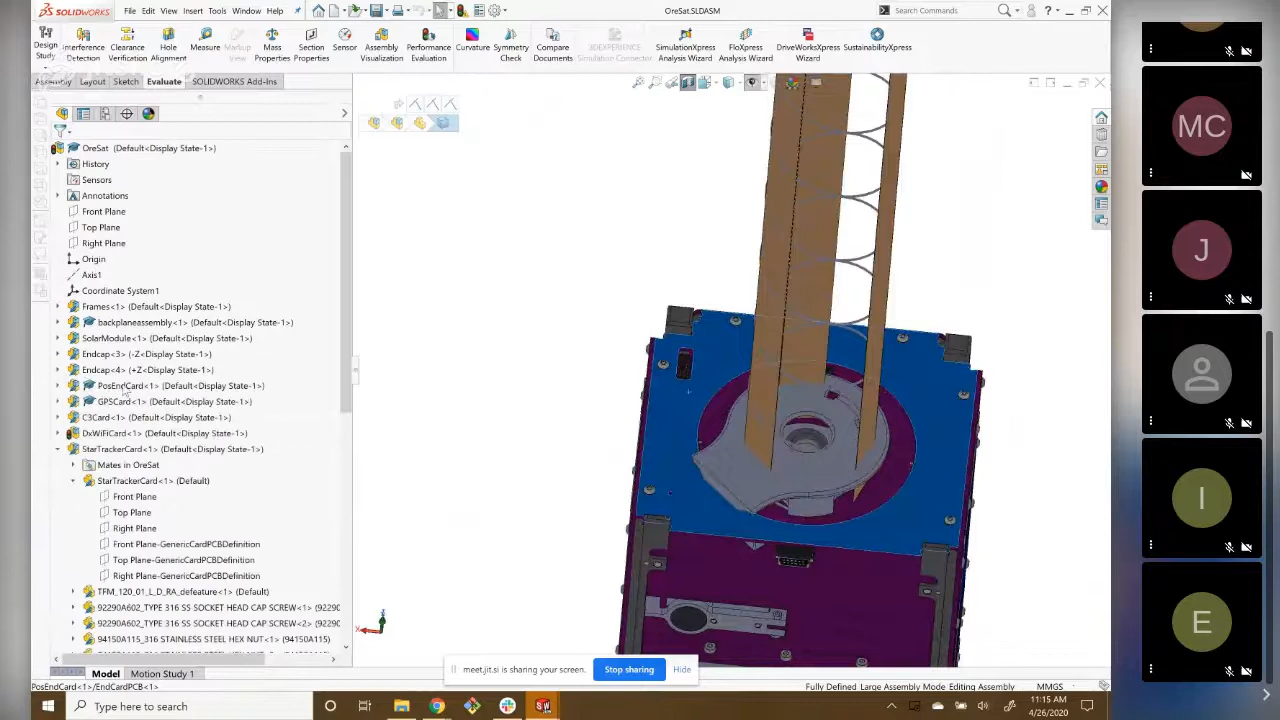 SOLIDWORKS File Edit View Insert Tools Window Help OreSat.SLDASM Search Commands
Design Study
Interference Detection
Clearance Verification
Hole Alignment
Measure
Markup View
Mass Properties
Section Properties
Sensor
Assembly Visualization
Performance Evaluation
Curvature
Symmetry Check
Compare Documents
3DEXPERIENCE Simulation Connector
SimulationXpress Analysis Wizard
FloXpress Analysis Wizard
DriveWorksXpress Wizard
SustainabilityXpress
Assembly Layout Sketch Evaluate SOLIDWORKS Add-Ins
OreSat (Default<Display State-1>)
History
Sensors
Annotations
Front Plane
Top Plane
Right Plane
Origin
Axis1
Coordinate System1
Frames<1> (Default<Display State-1>)
backplaneassembly<1> (Default<Display State-1>)
SolarModule<1> (Default<Display State-1>)
Endcap<3> (-Z<Display State-1>)
Endcap<4> (+Z<Display State-1>)
PosEndCard<1> (Default<Display State-1>)
GPSCard<1> (Default<Display State-1>)
C3Card<1> (Default<Display State-1>)
DxWiFiCard<1> (Default<Display State-1>)
StarTrackerCard<1> (Default<Display State-1>)
Mates in OreSat
StarTrackerCard<1> (Default)
Front Plane
Top Plane
Right Plane
Front Plane-GenericCardPCBDefinition
Top Plane-GenericCardPCBDefinition
Right Plane-GenericCardPCBDefinition
TFM_120_01_L_D_RA_defeature<1> (Default)
92290A602_TYPE 316 SS SOCKET HEAD CAP SCREW<1> (9229(
92290A602_TYPE 316 SS SOCKET HEAD CAP SCREW<2> (9229(
94150A115_316 STAINLESS STEEL HEX NUT<1> (94150A115)
Model Motion Study 1
PosEndCard<1>/EndCardPCB<1> Fully Defined Large Assembly Mode Editing Assembly MMGS
meet.jit.si is sharing your screen. Stop sharing Hide
Type here to search
11:15 AM
4/26/2020
MC
J
I
E